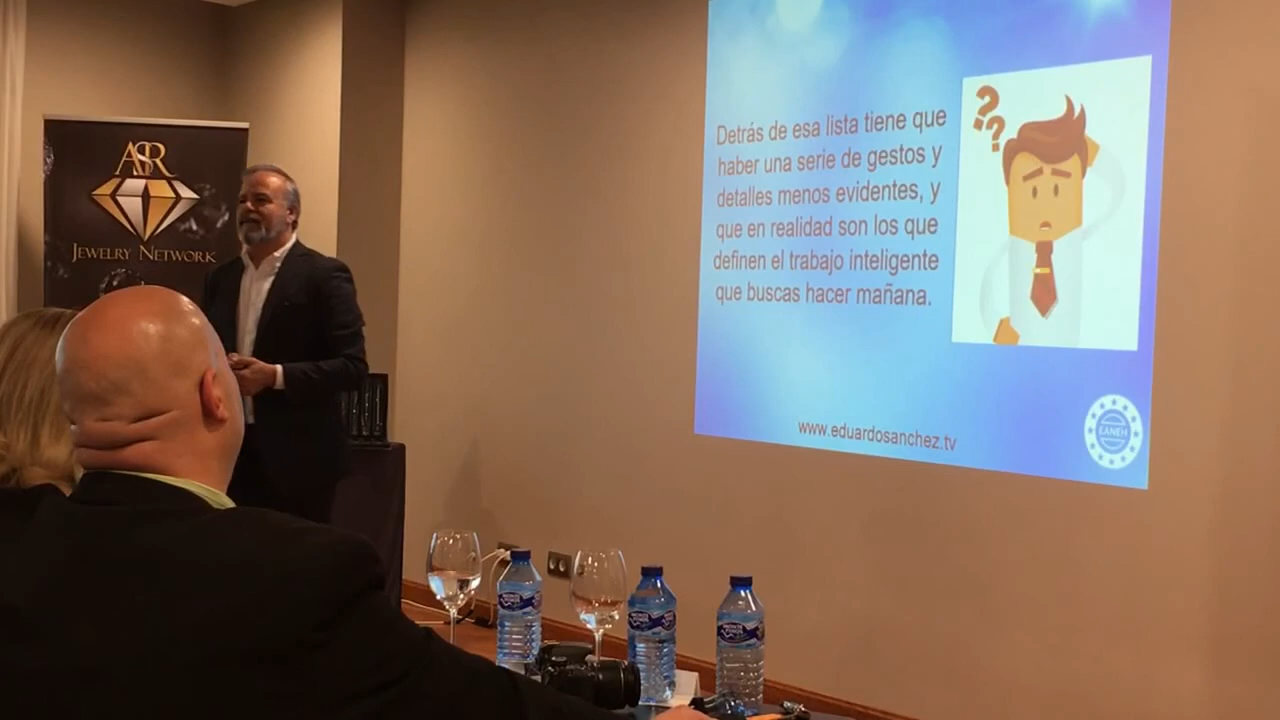 ASR
JEWELRY NETWORK
Detrás de esa lista tiene que
haber una serie de gestos y
detalles menos evidentes, y
que en realidad son los que
definen el trabajo inteligente
que buscas hacer mañana.
??
www.eduardosanchez.tv
EANEH